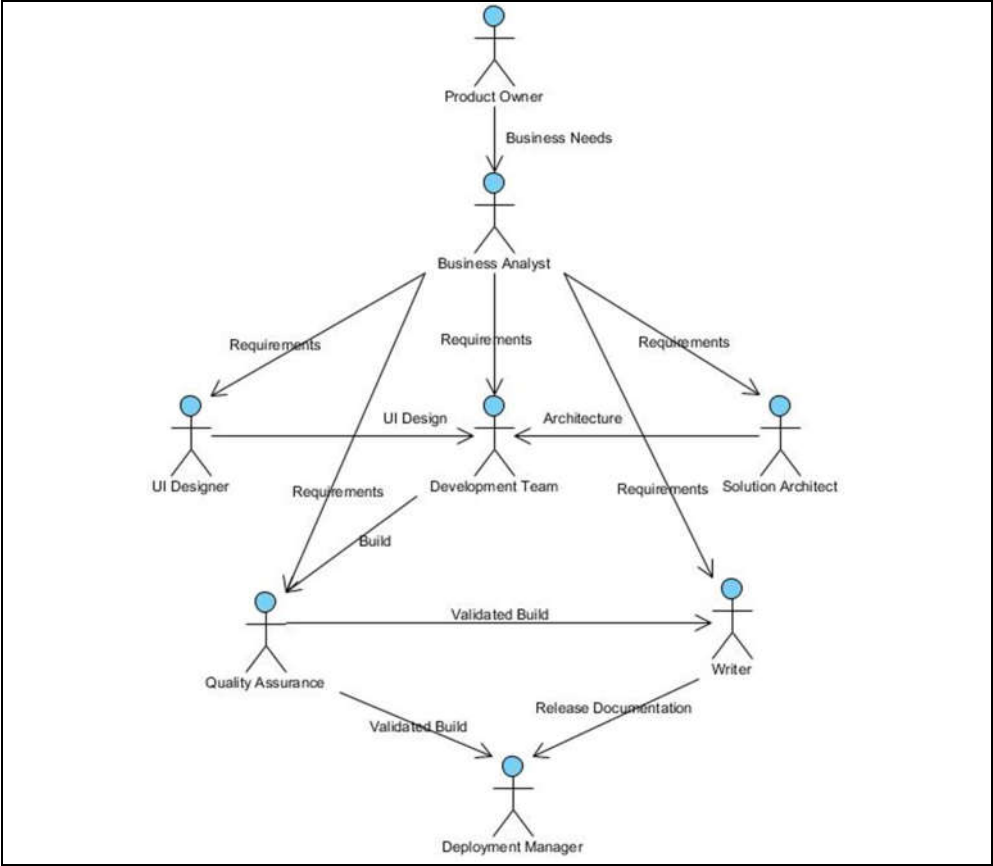 Product Owner
Business Needs
Business Analyst
Requirements
Requirements
Requirements
UI Design
Architecture
UI Designer
Requirements
Development Team
Requirements
Solution Architect
Build
Validated Build
Writer
Quality Assurance
Release Documentation
Validated Build
Deployment Manager